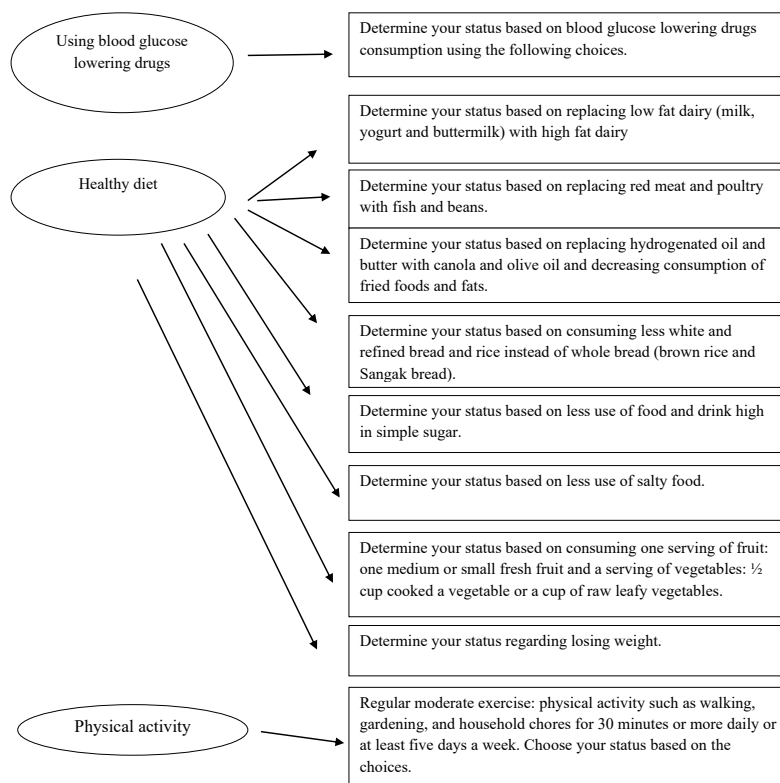 Using blood glucose
lowering drugs
Determine your status based on blood glucose lowering drugs
consumption using the following choices.
Healthy diet
Determine your status based on replacing low fat dairy (milk,
yogurt and buttermilk) with high fat dairy
Determine your status based on replacing red meat and poultry
with fish and beans.
Determine your status based on replacing hydrogenated oil and
butter with canola and olive oil and decreasing consumption of
fried foods and fats.
Determine your status based on consuming less white and
refined bread and rice instead of whole bread (brown rice and
Sangak bread).
Determine your status based on less use of food and drink high
in simple sugar.
Determine your status based on less use of salty food.
Determine your status based on consuming one serving of fruit:
one medium or small fresh fruit and a serving of vegetables: ½
cup cooked a vegetable or a cup of raw leafy vegetables.
Determine your status regarding losing weight.
Physical activity
Regular moderate exercise: physical activity such as walking,
gardening, and household chores for 30 minutes or more daily or
at least five days a week. Choose your status based on the
choices.